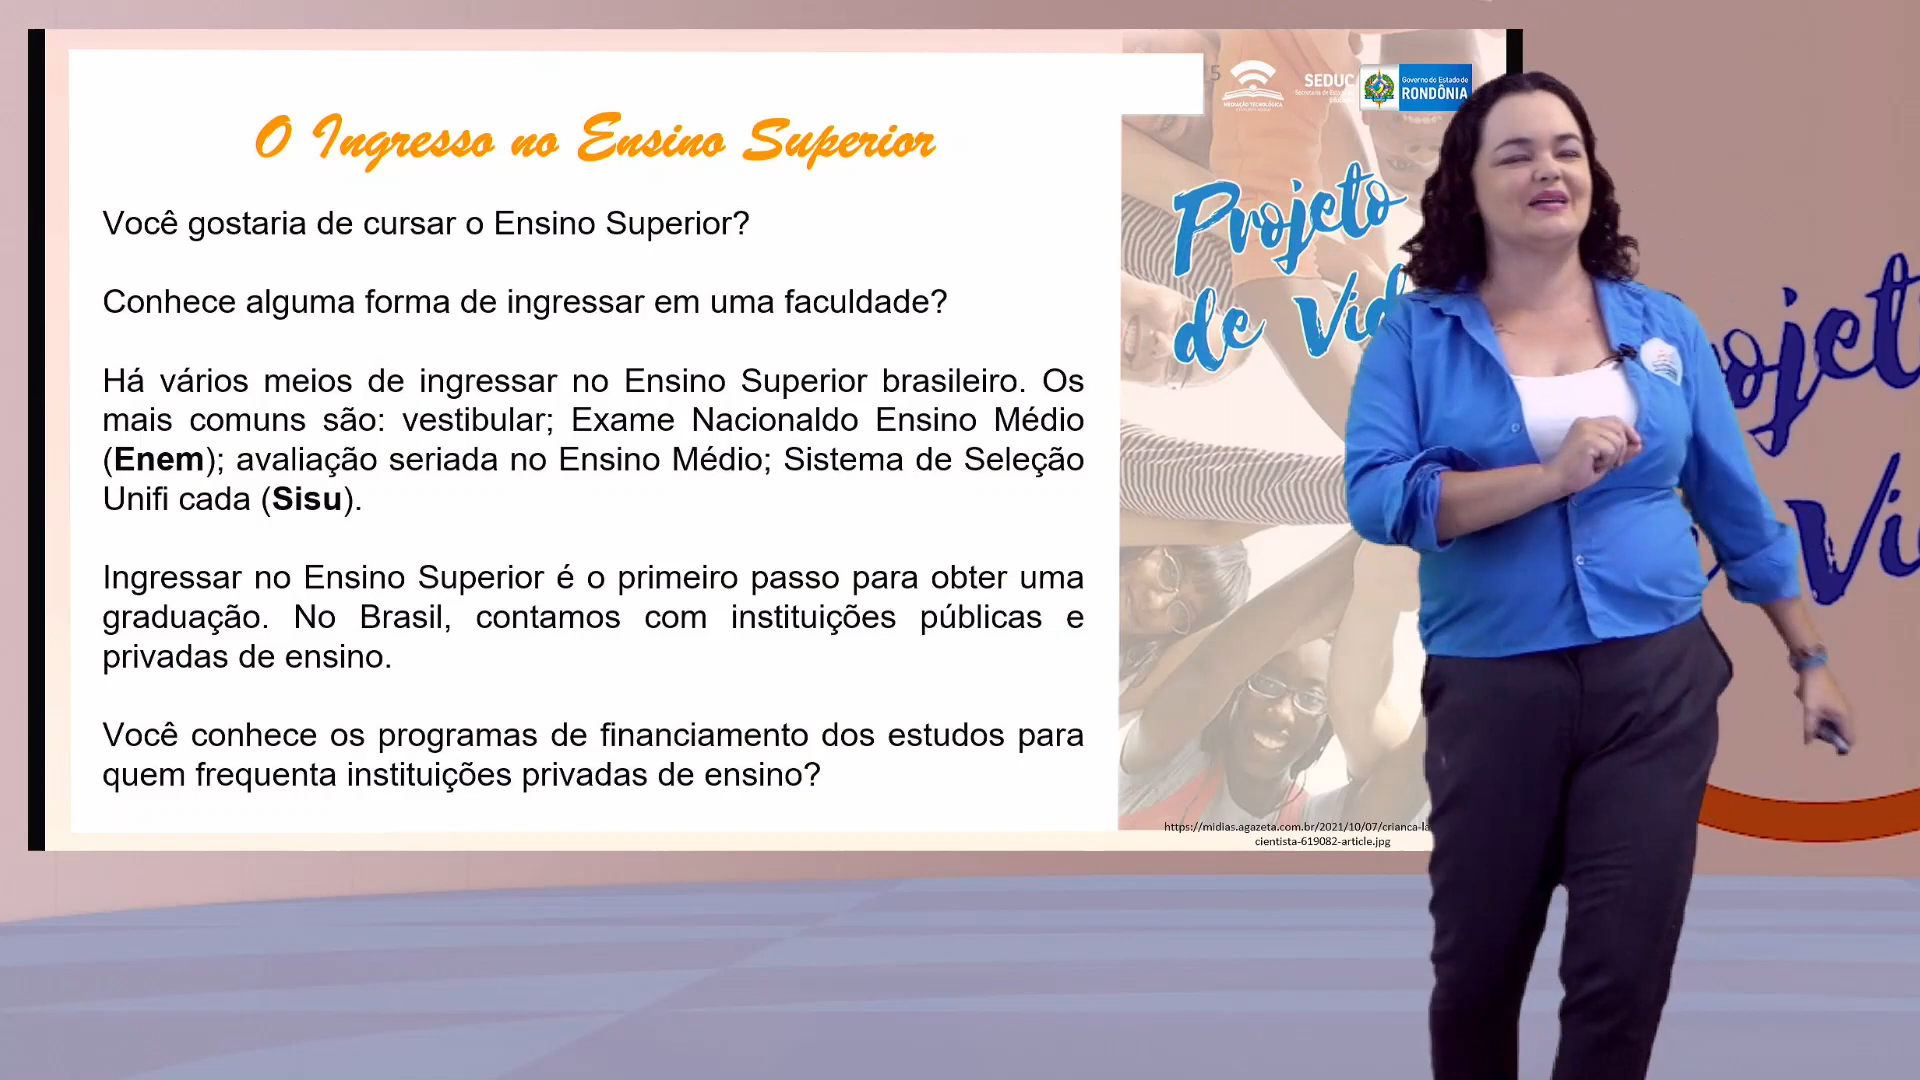 O Ingresso no Ensino Superior
Você gostaria de cursar o Ensino Superior?
Conhece alguma forma de ingressar em uma faculdade?
Há vários meios de ingressar no Ensino Superior brasileiro. Os
mais comuns são: vestibular; Exame Nacionaldo Ensino Médio
(Enem); avaliação seriada no Ensino Médio; Sistema de Seleção
Unifi cada (Sisu).
Ingressar no Ensino Superior é o primeiro passo para obter uma
graduação. No Brasil, contamos com instituições públicas e
privadas de ensino.
Você conhece os programas de financiamento dos estudos para
quem frequenta instituições privadas de ensino?
5
MEDIAÇÃO TECNOLÓGICA
SEDUC
Governo do Estado de
RONDÔNIA
Projeto
de Vid
https://midias.agazeta.com.br/2021/10/07/crianca-la
cientista-619082-article.jpg
ojet
Vi